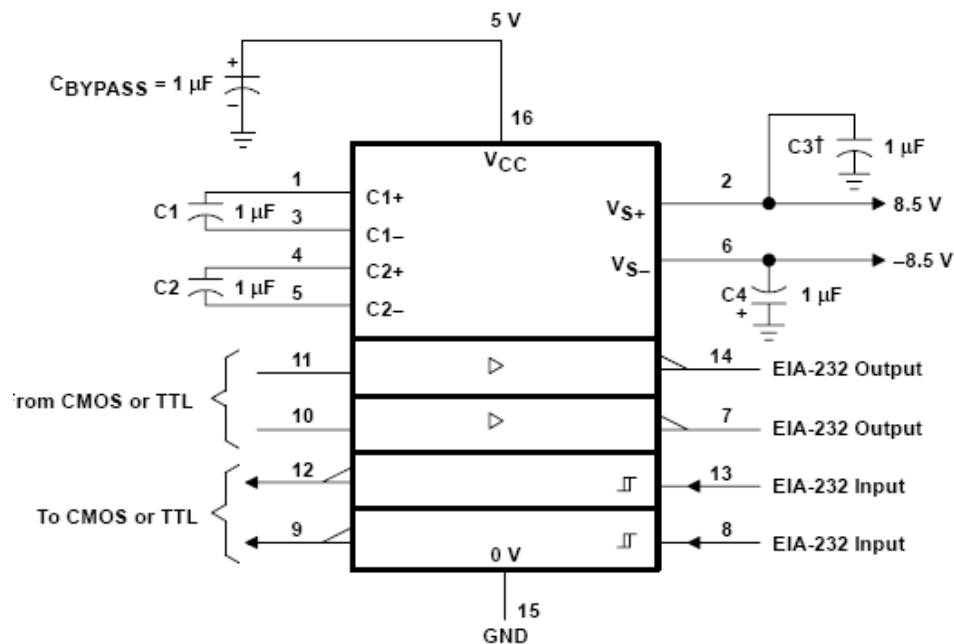 5 V
CBYPASS = 1 μF
+
–
16
VCC
C3† 1 μF
1
C1+
2
VS+
8.5 V
C1 1 μF
3
C1–
4
C2+
6
VS–
–8.5 V
C2 1 μF
5
C2–
C4 1 μF
+
11
14
EIA-232 Output
From CMOS or TTL
10
7
EIA-232 Output
12
13
EIA-232 Input
To CMOS or TTL
9
8
EIA-232 Input
0 V
15
GND